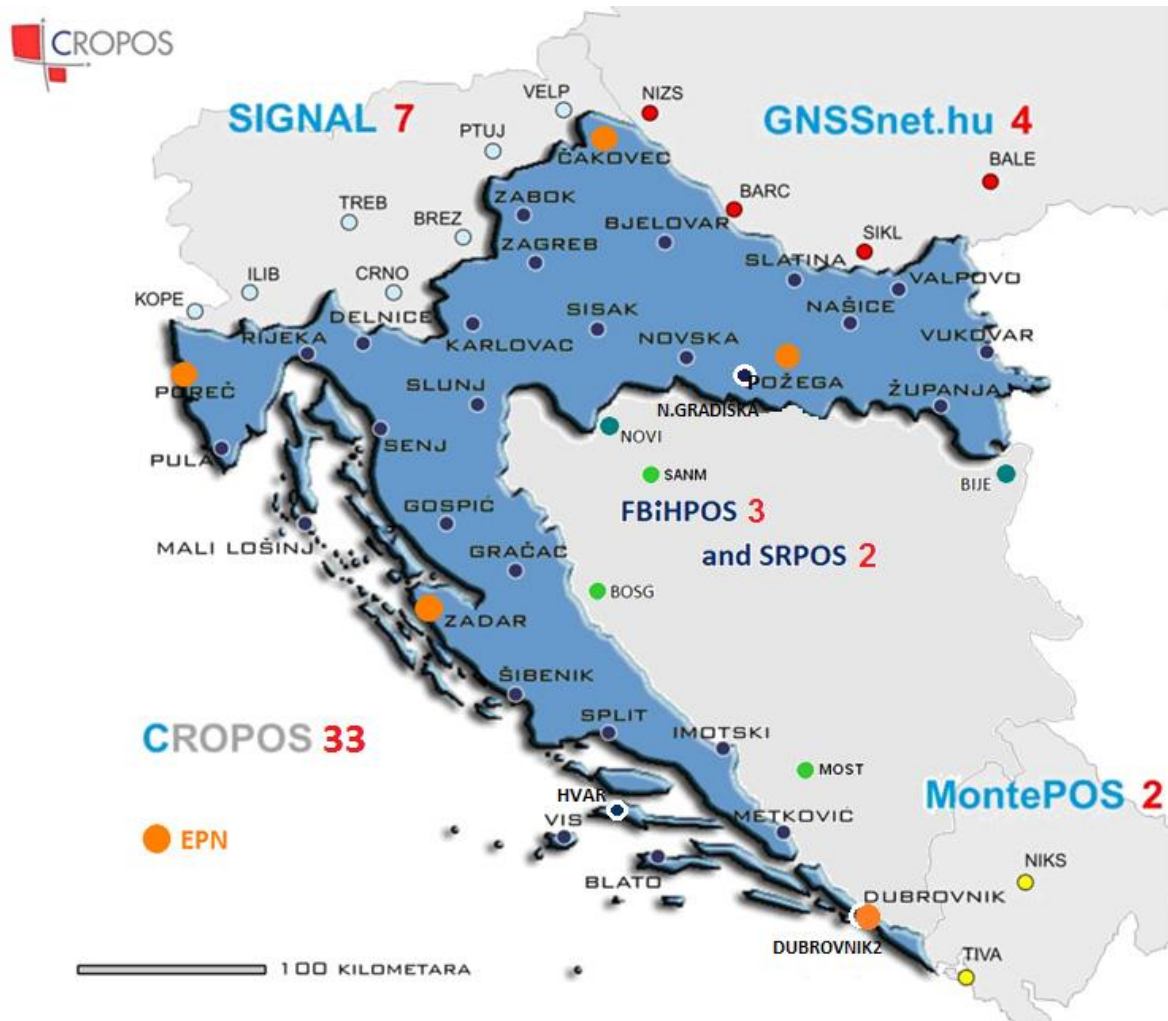 CROPOS
VELP
NIZS
SIGNAL 7
GNSSnet.hu 4
PTUJ
ČAKOVEC
BALE
ZABOK
BARC
TREB
BREZ
BJELOVAR
ZAGREB
SIKL
SLATINA
ILIB
CRNO
VALPOVO
KOPE
DELNICE
SISAK
NAŠICE
RIJEKA
KARLOVAC
NOVSKA
VUKOVAR
POREČ
SLUNJ
POŽEGA
ŽUPANJA
N.GRADIŠKA
SENJ
NOVI
PULA
SANM
BIJE
GOSPIĆ
FBiHPOS 3
MALI LOŠINJ
GRAČAC
and SRPOS 2
BOSG
ZADAR
ŠIBENIK
SPLIT
IMOTSKI
CROPOS 33
MOST
HVAR
MontePOS 2
VIS
METKOVIĆ
EPN
BLATO
NIKS
DUBROVNIK
DUBROVNIK2
TIVA
100 KILOMETARA